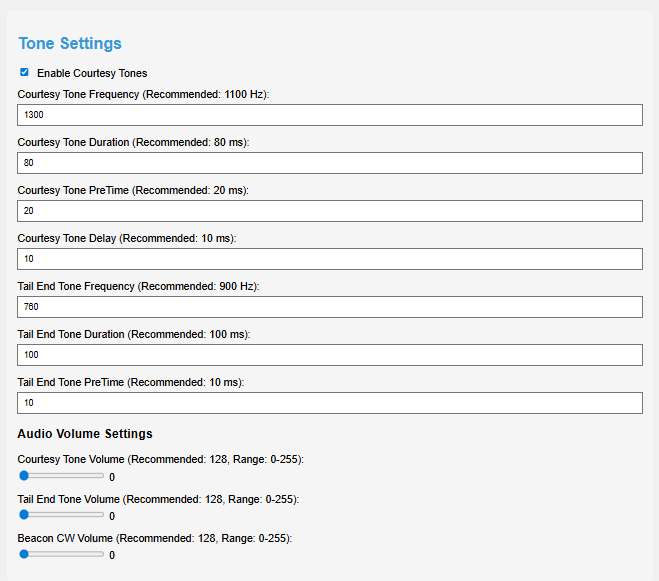 Tone Settings
Enable Courtesy Tones
Courtesy Tone Frequency (Recommended: 1100 Hz):
1300
Courtesy Tone Duration (Recommended: 80 ms):
80
Courtesy Tone PreTime (Recommended: 20 ms):
20
Courtesy Tone Delay (Recommended: 10 ms):
10
Tail End Tone Frequency (Recommended: 900 Hz):
760
Tail End Tone Duration (Recommended: 100 ms):
100
Tail End Tone PreTime (Recommended: 10 ms):
10
Audio Volume Settings
Courtesy Tone Volume (Recommended: 128, Range: 0-255):
0
Tail End Tone Volume (Recommended: 128, Range: 0-255):
0
Beacon CW Volume (Recommended: 128, Range: 0-255):
0